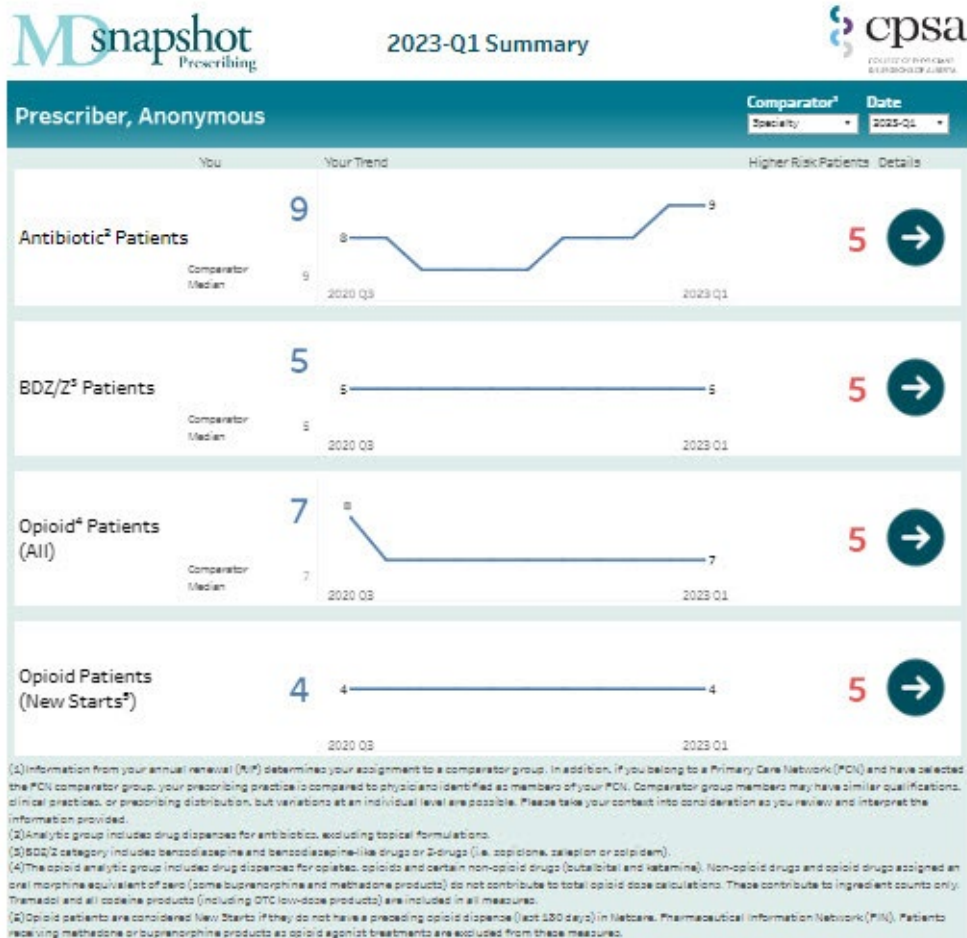 MD snapshot
Prescribing
2023-Q1 Summary
cpsa
COLLEGE OF PHYSICIANS
& SURGEONS OF ALBERTA
Prescriber, Anonymous
Comparator¹ Date
Specialty 2023-Q1
You Your Trend Higher Risk Patients Details
9
8 9
Antibiotic² Patients 5
Comparator
Median 9
2020 Q3 2023 Q1
5
5 5
BDZ/Z³ Patients 5
Comparator
Median 5
2020 Q3 2023 Q1
7
8
Opioid⁴ Patients
(All) 5
7
Comparator
Median 7
2020 Q3 2023 Q1
Opioid Patients
(New Starts⁵) 4 4 4 5
2020 Q3 2023 Q1
(1)Information from your annual renewal (RIF) determines your assignment to a comparator group. In addition, if you belong to a Primary Care Network (PCN) and have selected
the PCN comparator group, your prescribing practice is compared to physicians identified as members of your PCN. Comparator group members may have similar qualifications,
clinical practices, or prescribing distribution, but variations at an individual level are possible. Please take your context into consideration as you review and interpret the
information provided.
(2)Analytic group includes drug dispenses for antibiotics, excluding topical formulations.
(3)BDZ/Z category includes benzodiazepine and benzodiazepine-like drugs or Z-drugs (i.e. zopiclone, zaleplon or zolpidem).
(4)The opioid analytic group includes drug dispenses for opiates, opioids and certain non-opioid drugs (butalbital and ketamine). Non-opioid drugs and opioid drugs assigned an
oral morphine equivalent of zero (some buprenorphine and methadone products) do not contribute to total opioid dose calculations. These contribute to ingredient counts only.
Tramadol and all codeine products (including OTC low-dose products) are included in all measures.
(5)Opioid patients are considered New Starts if they do not have a preceding opioid dispense (last 180 days) in Netcare, Pharmaceutical Information Network (PIN). Patients
receiving methadone or buprenorphine products as opioid agonist treatments are excluded from these measures.